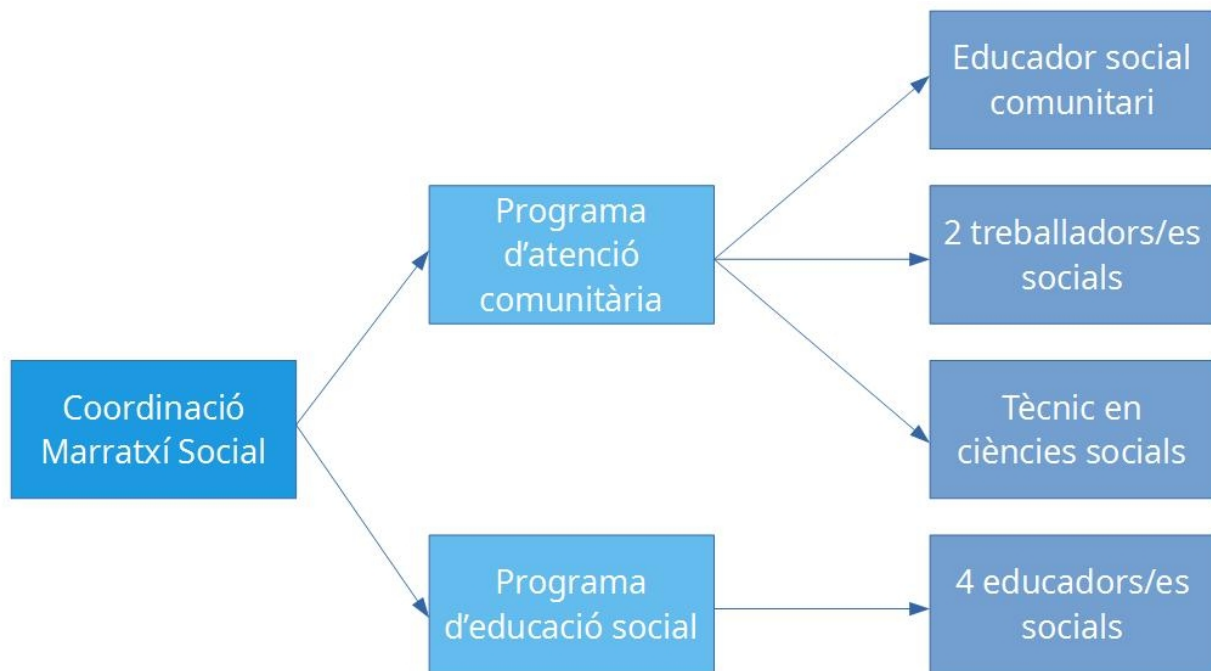 Coordinació
Marratxí Social
Programa
d’atenció
comunitària
Programa
d’educació social
Educador social
comunitari
2 treballadors/es
socials
Tècnic en
ciències socials
4 educadors/es
socials